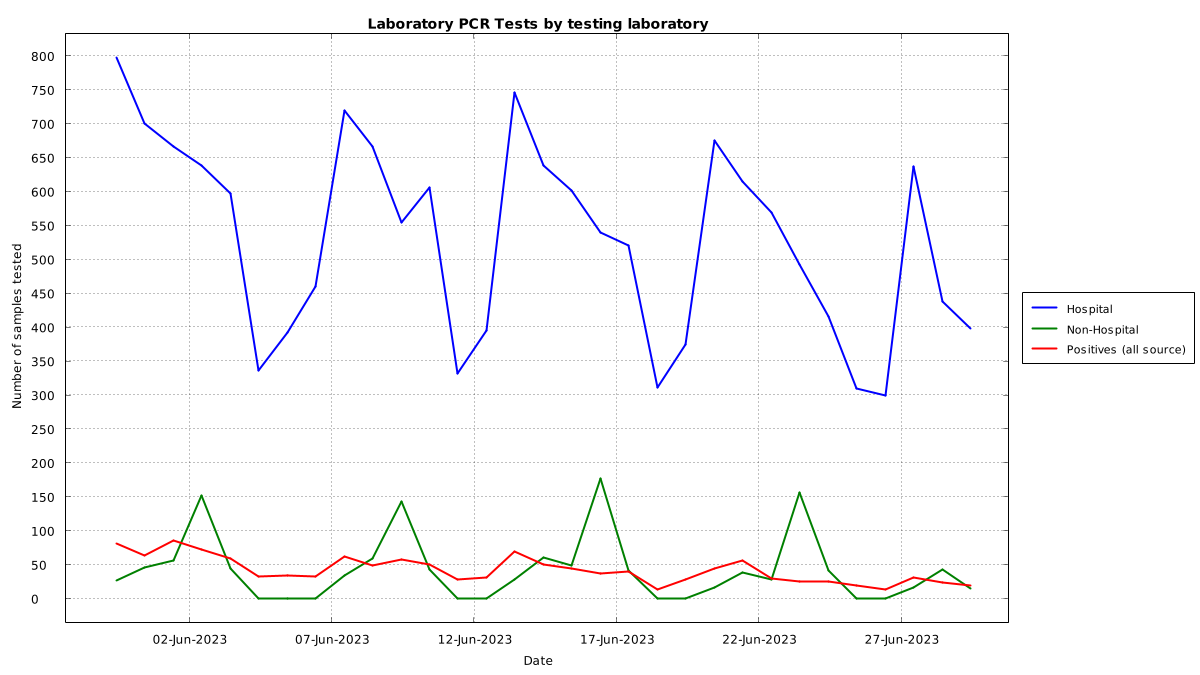 Laboratory PCR Tests by testing laboratory
800
750
700
650
600
550
500
450
400
350
300
250
200
150
100
50
0
Number of samples tested
02-Jun-2023
07-Jun-2023
12-Jun-2023
17-Jun-2023
22-Jun-2023
27-Jun-2023
Date
Hospital
Non-Hospital
Positives (all source)